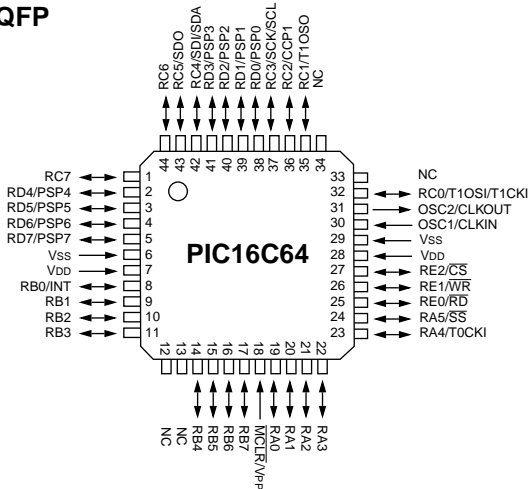 QFP
RC6
RC5/SDO
RC4/SDI/SDA
RD3/PSP3
RD2/PSP2
RD1/PSP1
RD0/PSP0
RC3/SCK/SCL
RC2/CCP1
RC1/T1OSO
NC
44
43
42
41
40
39
38
37
36
35
34
RC7 1
RD4/PSP4 2
RD5/PSP5 3
RD6/PSP6 4
RD7/PSP7 5
VSS 6
VDD 7
RB0/INT 8
RB1 9
RB2 10
RB3 11
PIC16C64
33 NC
32 RC0/T1OSI/T1CKI
31 OSC2/CLKOUT
30 OSC1/CLKIN
29 VSS
28 VDD
27 RE2/CS
26 RE1/WR
25 RE0/RD
24 RA5/SS
23 RA4/T0CKI
12
13
14
15
16
17
18
19
20
21
22
NC
NC
RB4
RB5
RB6
RB7
MCLR/VPP
RA0
RA1
RA2
RA3